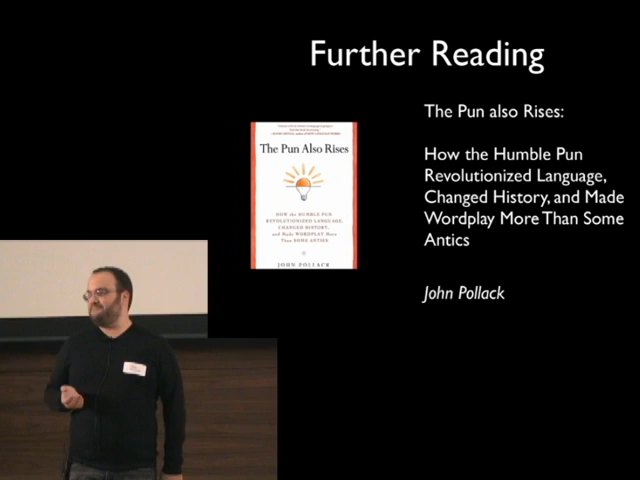 Further Reading
The Pun also Rises:
How the Humble Pun
Revolutionized Language,
Changed History, and Made
Wordplay More Than Some
Antics
John Pollack
The Pun Also Rises
HOW THE HUMBLE PUN
REVOLUTIONIZED LANGUAGE,
CHANGED HISTORY,
AND MADE WORDPLAY MORE
THAN SOME ANTICS
JOHN POLLACK